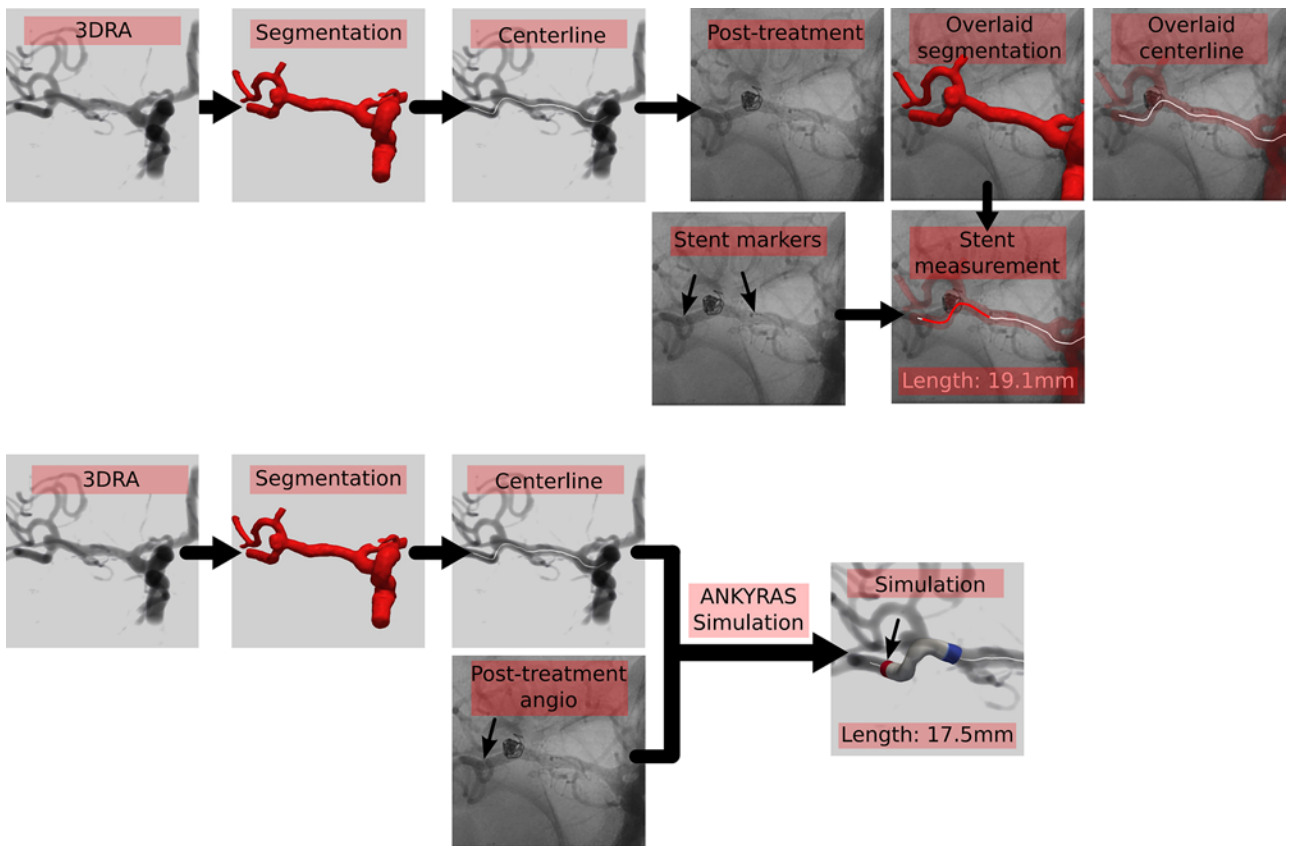 3DRA
Segmentation
Centerline
Post-treatment
Overlaid
segmentation
Overlaid
centerline
Stent markers
Stent
measurement
Length: 19.1mm
3DRA
Segmentation
Centerline
ANKYRAS
Simulation
Simulation
Post-treatment
angio
Length: 17.5mm